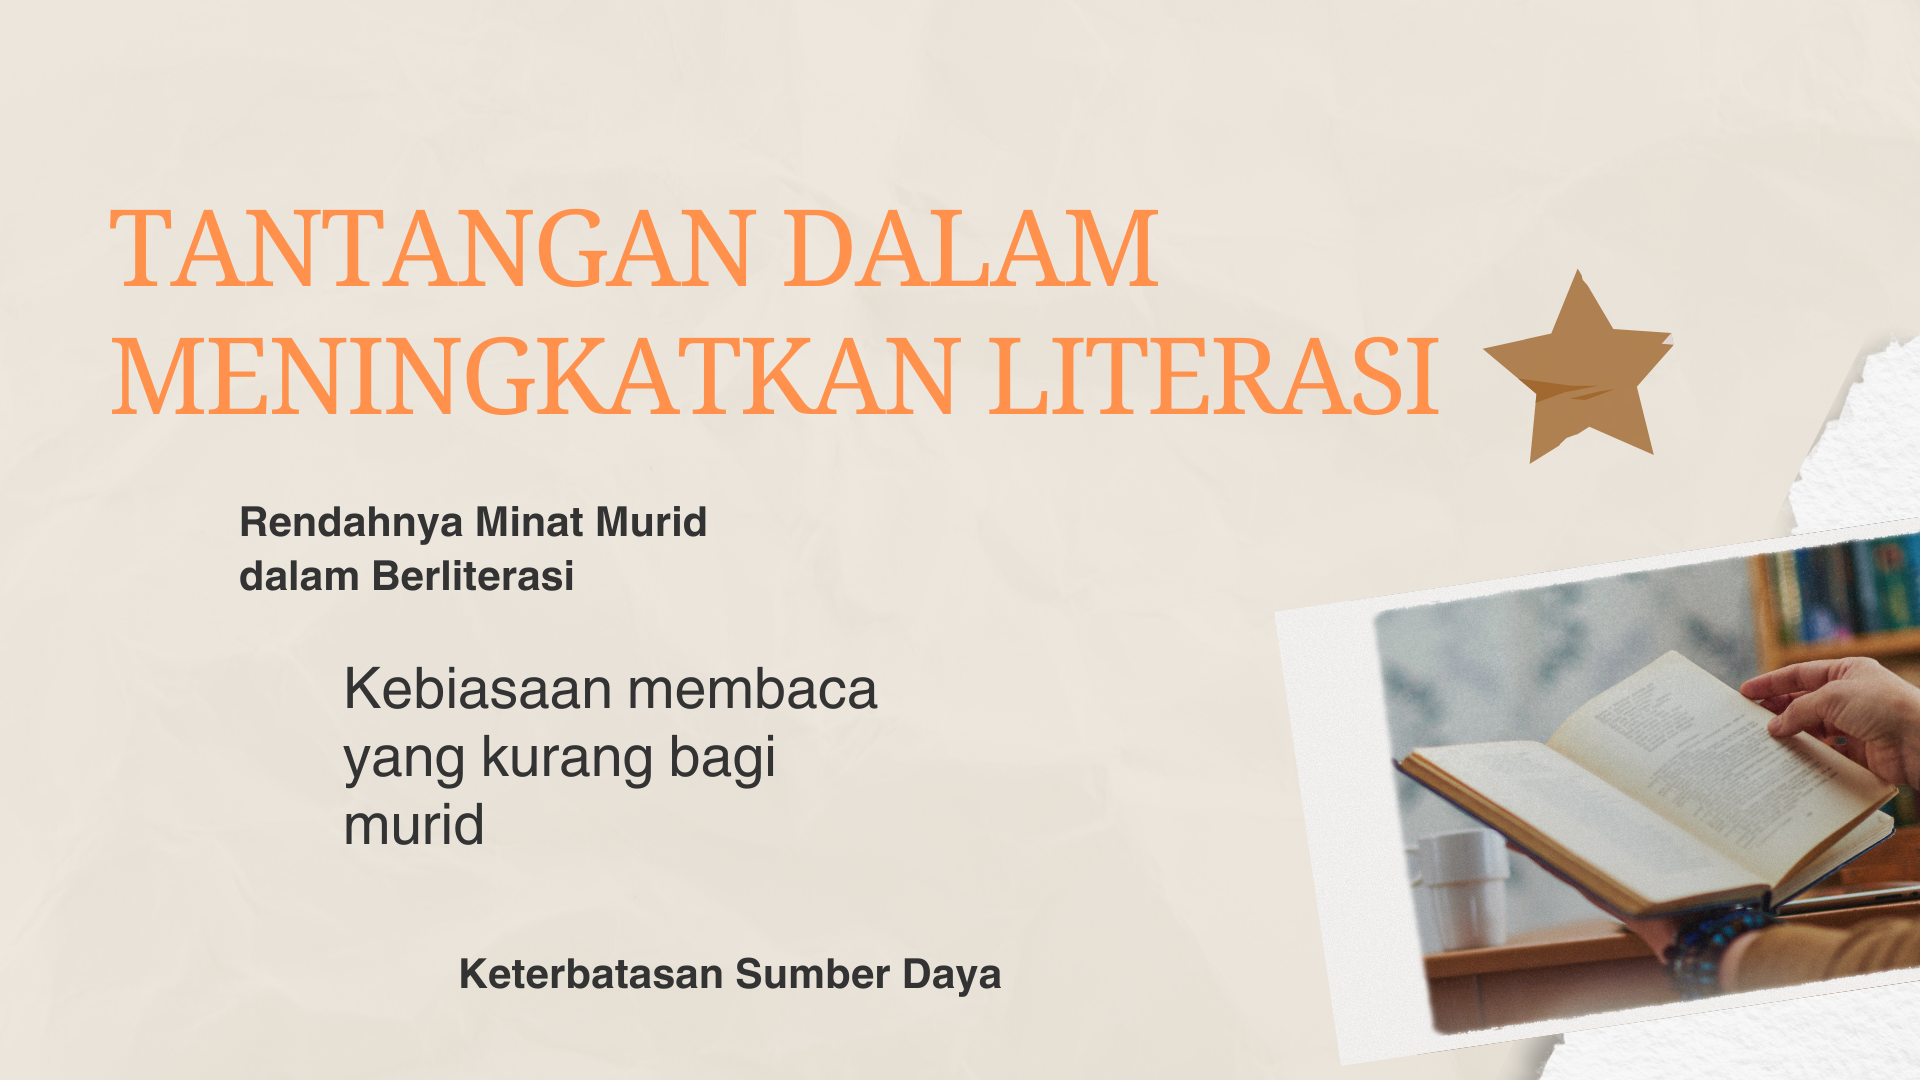 TANTANGAN DALAM
MENINGKATKAN LITERASI
Rendahnya Minat Murid
dalam Berliterasi
Kebiasaan membaca
yang kurang bagi
murid
Keterbatasan Sumber Daya